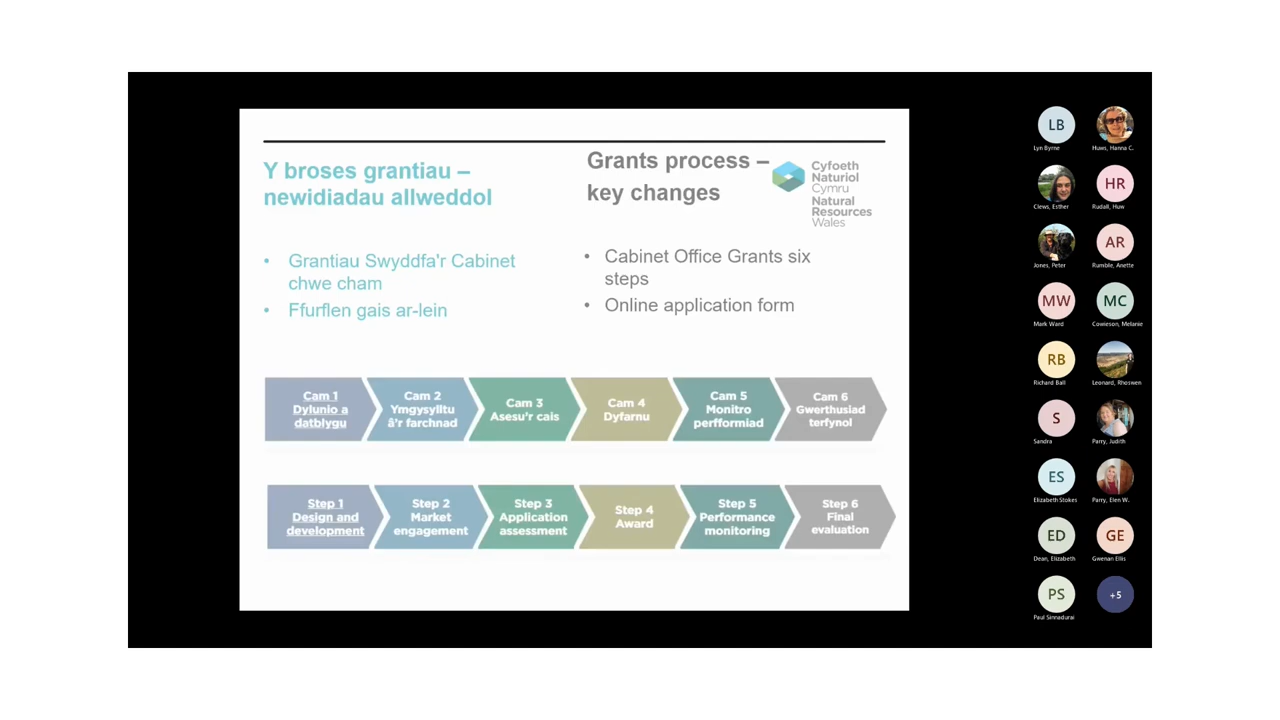 Y broses grantiau –
newidiadau allweddol
Grants process –
key changes
Cyfoeth
Naturiol
Cymru
Natural
Resources
Wales
• Grantiau Swyddfa'r Cabinet
chwe cham
• Ffurflen gais ar-lein
• Cabinet Office Grants six
steps
• Online application form
Cam 1
Dylunio a
datblygu
Cam 2
Ymgysylltu
â'r farchnad
Cam 3
Asesu'r cais
Cam 4
Dyfarnu
Cam 5
Monitro
perfformiad
Cam 6
Gwerthusiad
terfynol
Step 1
Design and
development
Step 2
Market
engagement
Step 3
Application
assessment
Step 4
Award
Step 5
Performance
monitoring
Step 6
Final
evaluation
LB
Lyn Byrne
Huws, Hanna C.
Clews, Esther
HR
Rudall, Huw
Jones, Peter
AR
Rumble, Anette
MW
Mark Ward
MC
Cowieson, Melanie
RB
Richard Ball
Leonard, Rhoswen
S
Sandra
Parry, Judith
ES
Elizabeth Stokes
Parry, Elen W.
ED
Dean, Elizabeth
GE
Gwenan Ellis
PS
Paul Sinnadurai
+5